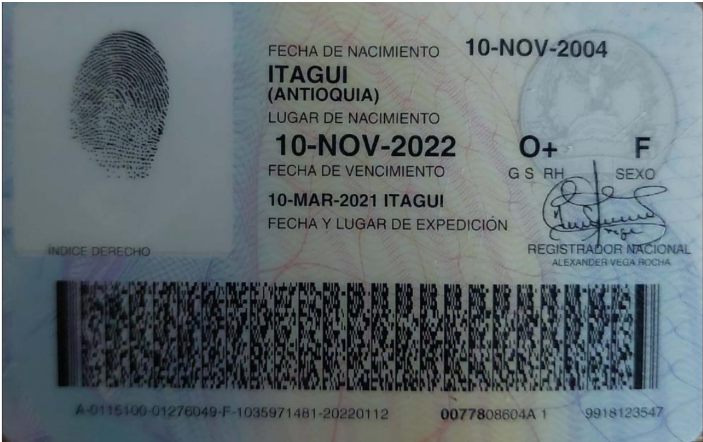 FECHA DE NACIMIENTO 10-NOV-2004
ITAGUI
(ANTIOQUIA)
LUGAR DE NACIMIENTO
10-NOV-2022 O+ F
FECHA DE VENCIMIENTO G S RH SEXO
10-MAR-2021 ITAGUI
FECHA Y LUGAR DE EXPEDICIÓN
INDICE DERECHO
REGISTRADOR NACIONAL
ALEXANDER VEGA ROCHA
A-0115100-01276049-F-1035971481-20220112 0077808604A 1 9918123547